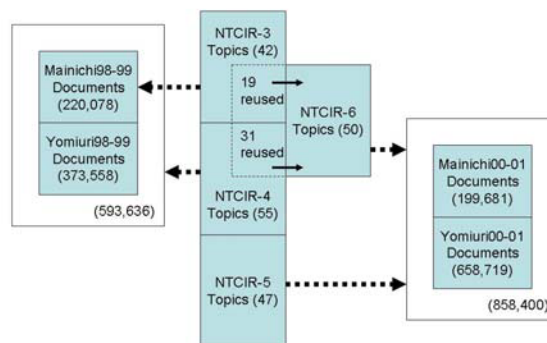 Mainichi98-99
Documents
(220,078)
Yomiuri98-99
Documents
(373,558)
(593,636)
NTCIR-3
Topics (42)
19
reused
31
reused
NTCIR-4
Topics (55)
NTCIR-5
Topics (47)
NTCIR-6
Topics (50)
Mainichi00-01
Documents
(199,681)
Yomiuri00-01
Documents
(658,719)
(858,400)